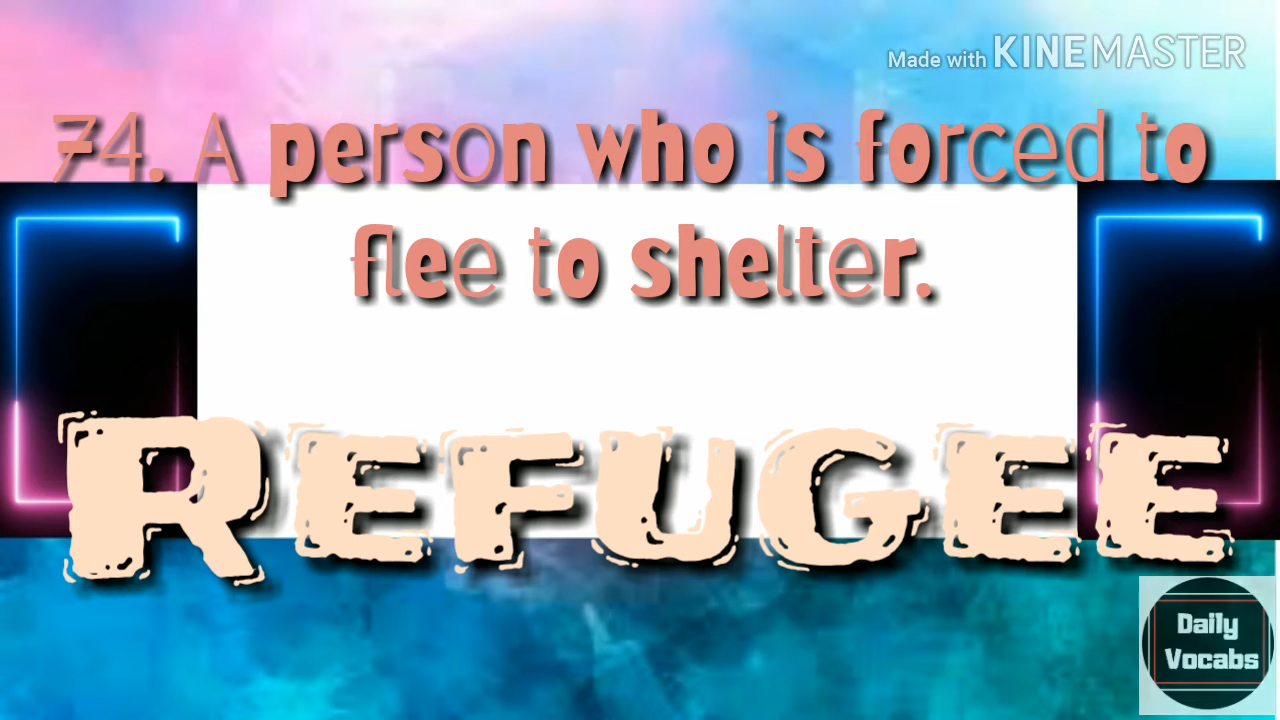 Made with KINEMASTER
74. A person who is forced to
flee to shelter.
REFUGEE
Daily
Vocabs